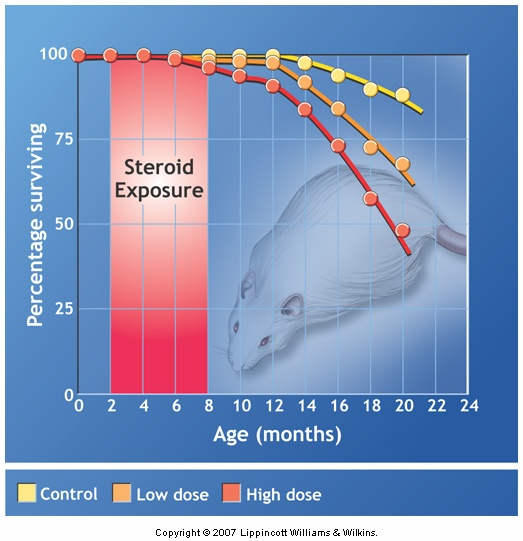 100
75
50
25
0
Percentage surviving
Steroid
Exposure
0 2 4 6 8 10 12 14 16 18 20 22 24
Age (months)
Control Low dose High dose
Copyright © 2007 Lippincott Williams & Wilkins.